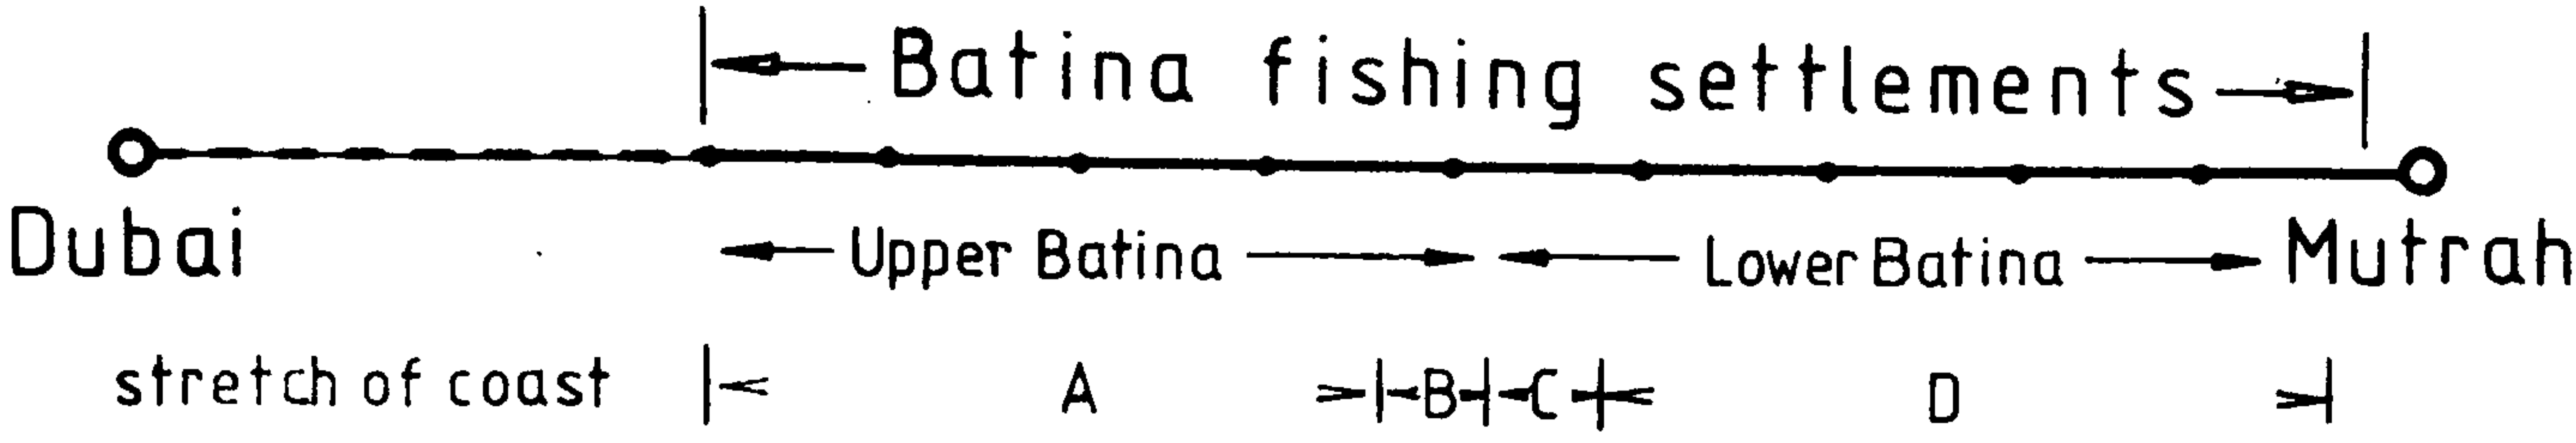 Batina fishing settlements
Dubai
Upper Batina
Lower Batina
Mutrah
stretch of coast
A
B
C
D